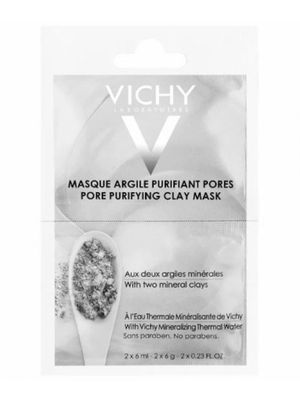 VICHY
LABORATOIRES
V
MASQUE ARGILE PURIFIANT PORES
PORE PURIFYING CLAY MASK
Aux deux argiles minérales
With two mineral clays
À l'Eau Thermale Minéralisante de Vichy
With Vichy Mineralizing Thermal Water
Sans paraben. No parabens.
2 x 6 ml - 2 x 6 g - 2 x 0.23 FL.OZ